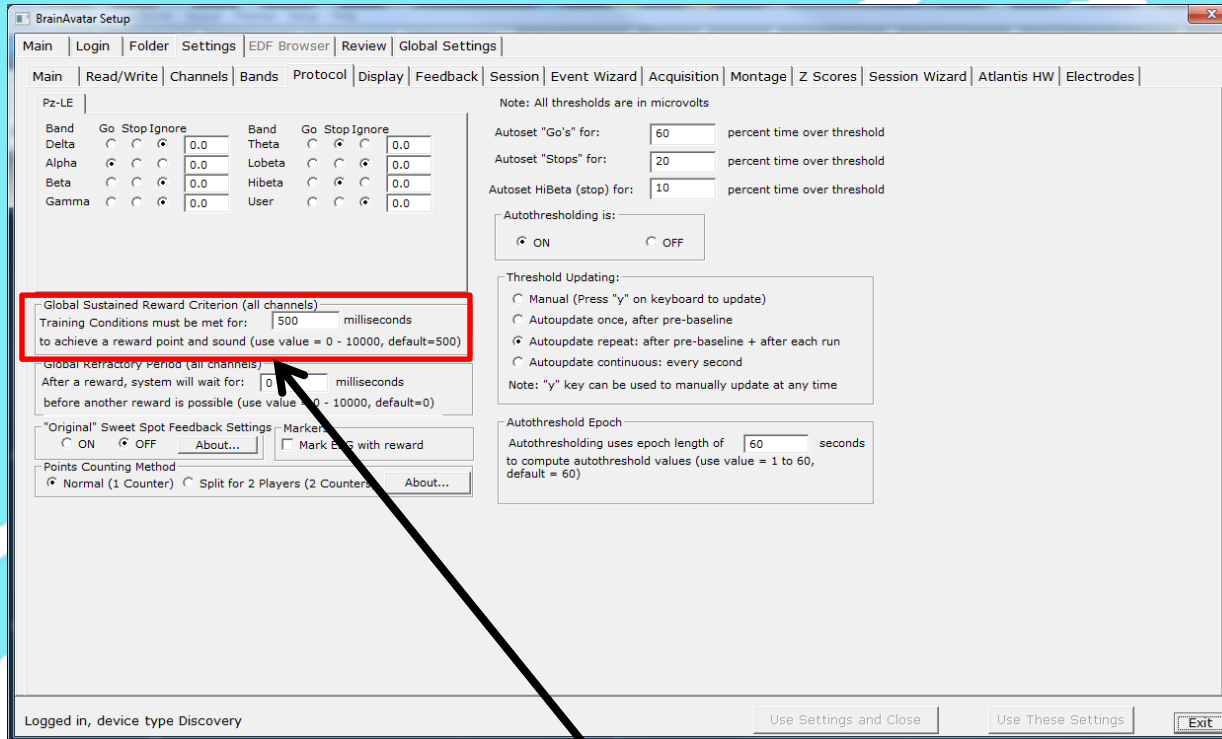 BrainAvatar Setup
Main Login Folder Settings EDF Browser Review Global Settings
Main Read/Write Channels Bands Protocol Display Feedback Session Event Wizard Acquisition Montage Z Scores Session Wizard Atlantis HW Electrodes
Pz-LE
Band Go Stop Ignore Band Go Stop Ignore
Delta 0.0 Theta 0.0
Alpha 0.0 Lobeta 0.0
Beta 0.0 Hibeta 0.0
Gamma 0.0 User 0.0
Global Sustained Reward Criterion (all channels)
Training Conditions must be met for: 500 milliseconds
to achieve a reward point and sound (use value = 0 - 10000, default=500)
Global Refractory Period (all channels)
After a reward, system will wait for: 0 milliseconds
before another reward is possible (use value = 0 - 10000, default=0)
"Original" Sweet Spot Feedback Settings
ON OFF About...
Markers
Mark EEG with reward
Points Counting Method
Normal (1 Counter) Split for 2 Players (2 Counters About...
Note: All thresholds are in microvolts
Autoset "Go's" for: 60 percent time over threshold
Autoset "Stops" for: 20 percent time over threshold
Autoset HiBeta (stop) for: 10 percent time over threshold
Autothresholding is:
ON OFF
Threshold Updating:
Manual (Press "y" on keyboard to update)
Autoupdate once, after pre-baseline
Autoupdate repeat: after pre-baseline + after each run
Autoupdate continuous: every second
Note: "y" key can be used to manually update at any time
Autothreshold Epoch
Autothresholding uses epoch length of 60 seconds
to compute autothreshold values (use value = 1 to 60,
default = 60)
Logged in, device type Discovery
Use Settings and Close Use These Settings Exit